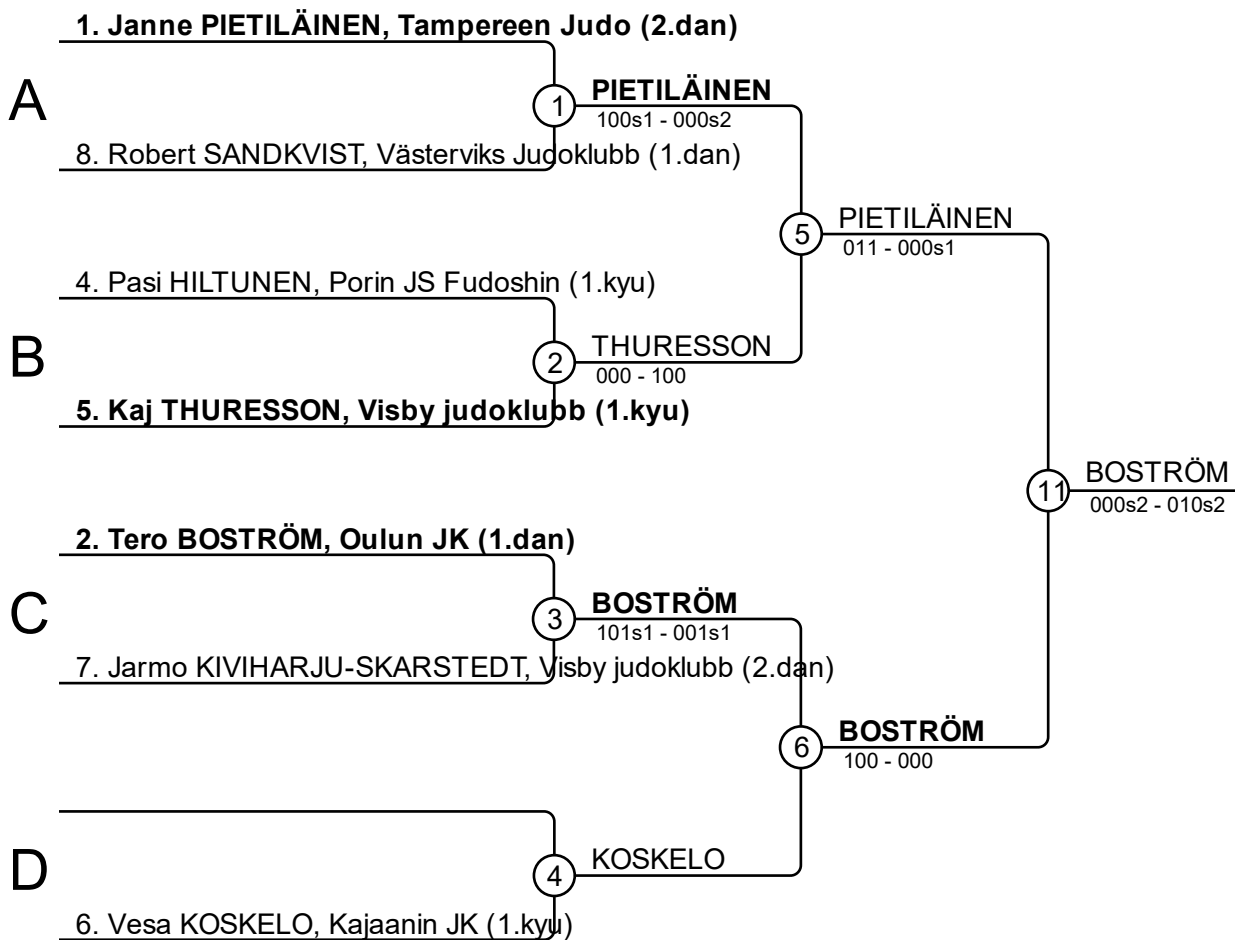 1. Janne PIETILÄINEN, Tampereen Judo (2.dan)
A
1
PIETILÄINEN
100s1 - 000s2
8. Robert SANDKVIST, Västerviks Judoklubb (1.dan)
5
PIETILÄINEN
011 - 000s1
4. Pasi HILTUNEN, Porin JS Fudoshin (1.kyu)
B
2
THURESSON
000 - 100
5. Kaj THURESSON, Visby judoklubb (1.kyu)
11
BOSTRÖM
000s2 - 010s2
2. Tero BOSTRÖM, Oulun JK (1.dan)
C
3
BOSTRÖM
101s1 - 001s1
7. Jarmo KIVIHARJU-SKARSTEDT, Visby judoklubb (2.dan)
6
BOSTRÖM
100 - 000
D
4
KOSKELO
6. Vesa KOSKELO, Kajaanin JK (1.kyu)